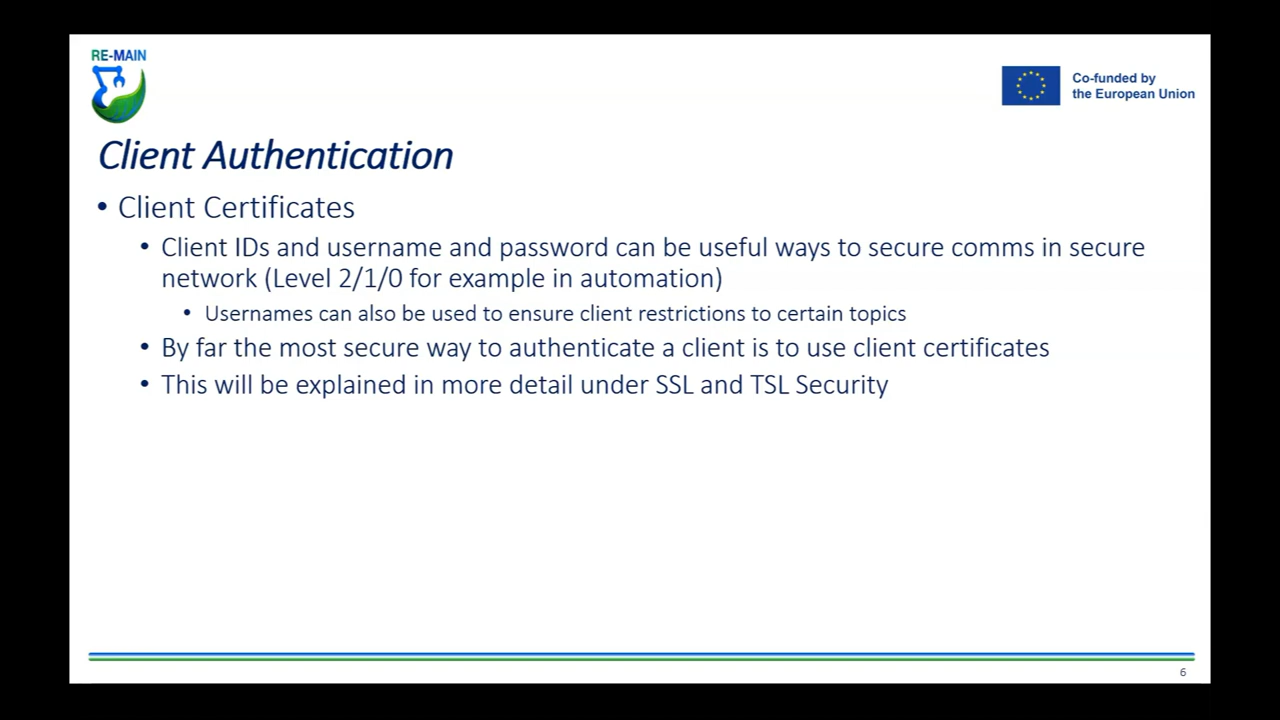 RE-MAIN
Co-funded by
the European Union
Client Authentication
• Client Certificates
• Client IDs and username and password can be useful ways to secure comms in secure
network (Level 2/1/0 for example in automation)
• Usernames can also be used to ensure client restrictions to certain topics
• By far the most secure way to authenticate a client is to use client certificates
• This will be explained in more detail under SSL and TSL Security
6